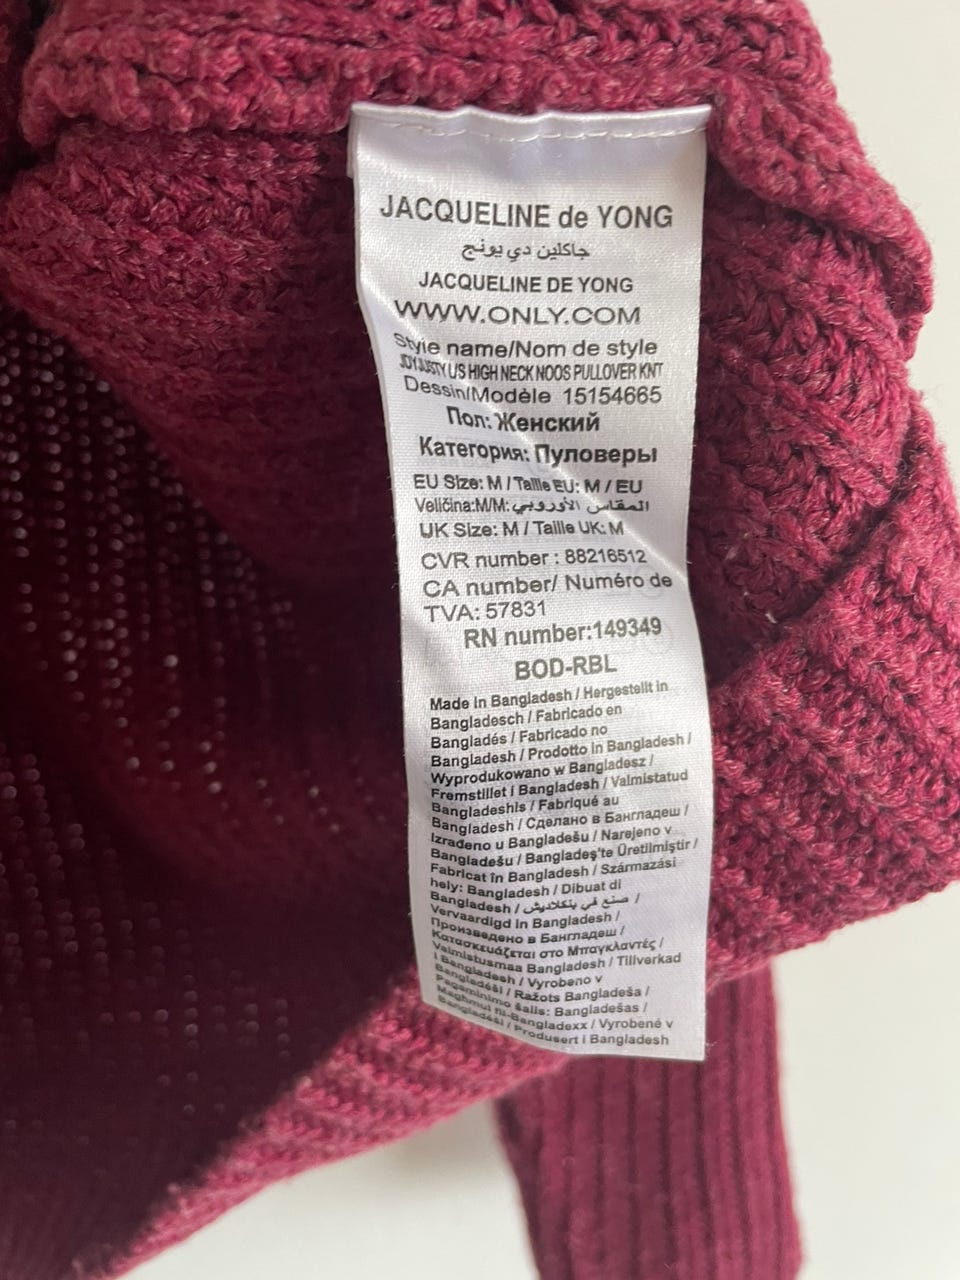 JACQUELINE de YONG
جاكلين دي يونج
JACQUELINE DE YONG
WWW.ONLY.COM
Style name/Nom de style
JDYJUSTY US HIGH NECK NOOS PULLOVER KNT
Dessin/Modèle 15154665
Пол: Женский
Категория: Пуловеры
EU Size: M / Taille EU: M / EU
Veličina:M/M: المقاس الأوروبي
UK Size: M / Taille UK: M
CVR number : 88216512
CA number/ Numéro de
TVA: 57831
RN number:149349
BOD-RBL
Made in Bangladesh / Hergestellt in
Bangladesch / Fabricado en
Bangladés / Fabricado no
Bangladesh / Prodotto in Bangladesh /
Wyprodukowano w Bangladesz /
Fremstillet i Bangladesh / Valmistatud
Bangladeshis / Fabriqué au
Bangladesh / Сделано в Бангладеш /
Izrađeno u Bangladešu / Narejeno v
Bangladešu / Bangladeş'te Üretilmiştir /
Fabricat în Bangladesh / Származási
hely: Bangladesh / Dibuat di
Bangladesh / صنع في بنكلاديش /
Vervaardigd in Bangladesh /
Произведено в Бангладеш /
Κατασκευάζεται στο Μπαγκλαντές /
Valmistusmaa Bangladesh / Tillverkad
i Bangladesh / Vyrobeno v
Bangladéši / Ražots Bangladeša /
Pagaminimo šalis: Bangladešas /
Maghmul fil-Bangladexx / Vyrobené v
Bangladéši / Produsert i Bangladesh